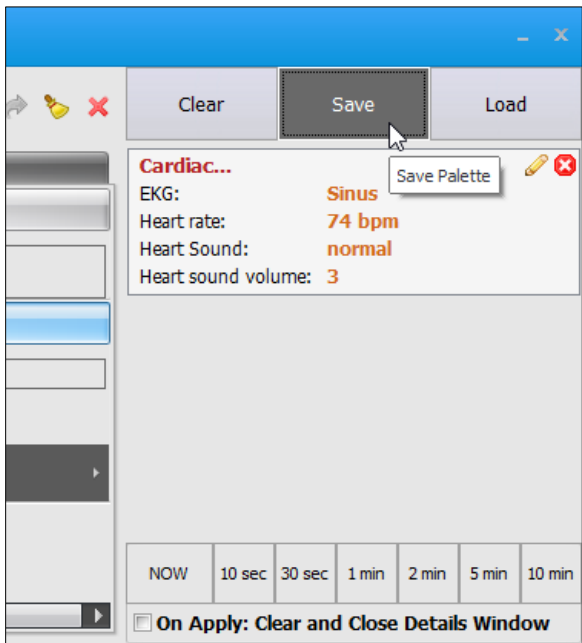 Clear Save Load
Cardiac...
Save Palette
EKG: Sinus
Heart rate: 74 bpm
Heart Sound: normal
Heart sound volume: 3
NOW 10 sec 30 sec 1 min 2 min 5 min 10 min
On Apply: Clear and Close Details Window